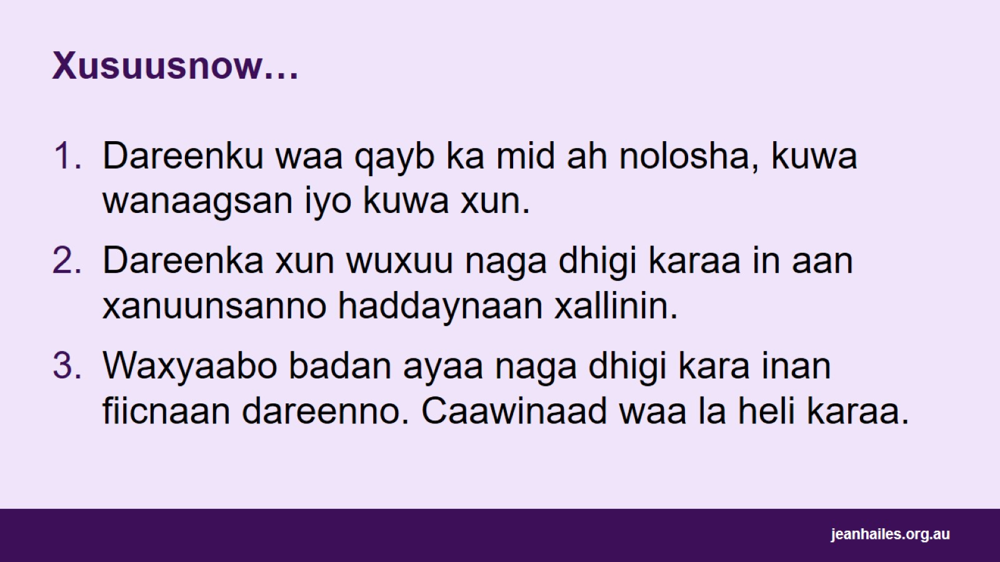 Xusuusnow…
1. Dareenku waa qayb ka mid ah nolosha, kuwa
wanaagsan iyo kuwa xun.
2. Dareenka xun wuxuu naga dhigi karaa in aan
xanuunsanno haddaynaan xallinin.
3. Waxyaabo badan ayaa naga dhigi kara inan
fiicnaan dareenno. Caawinaad waa la heli karaa.
jeanhailes.org.au